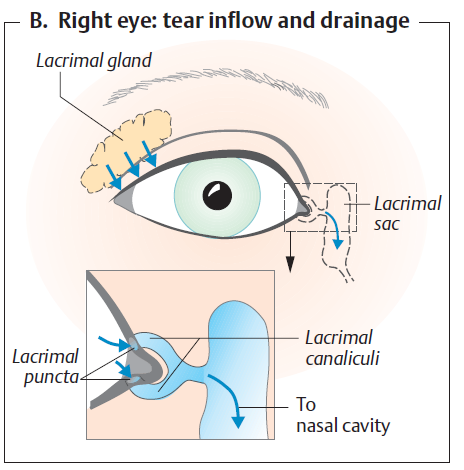 B. Right eye: tear inflow and drainage
Lacrimal gland
Lacrimal
sac
Lacrimal
canaliculi
Lacrimal
puncta
To
nasal cavity